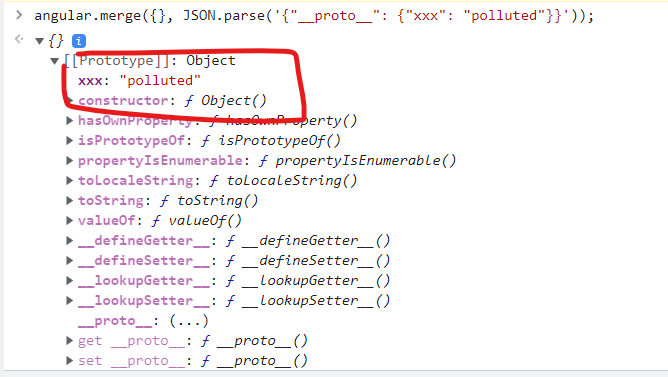 > angular.merge({}, JSON.parse('{"__proto__": {"xxx": "polluted"}}'));
<· ▼{} i
▼[[Prototype]]: Object
xxx: "polluted"
▶constructor: ƒ Object()
▶hasOwnProperty: ƒ hasOwnProperty()
▶isPrototypeOf: ƒ isPrototypeOf()
▶propertyIsEnumerable: ƒ propertyIsEnumerable()
▶toLocaleString: ƒ toLocaleString()
▶toString: ƒ toString()
▶valueOf: ƒ valueOf()
▶__defineGetter__: ƒ __defineGetter__()
▶__defineSetter__: ƒ __defineSetter__()
▶__lookupGetter__: ƒ __lookupGetter__()
▶__lookupSetter__: ƒ __lookupSetter__()
__proto__: (...)
▶get __proto__: ƒ __proto__()
▶set __proto__: ƒ __proto__()